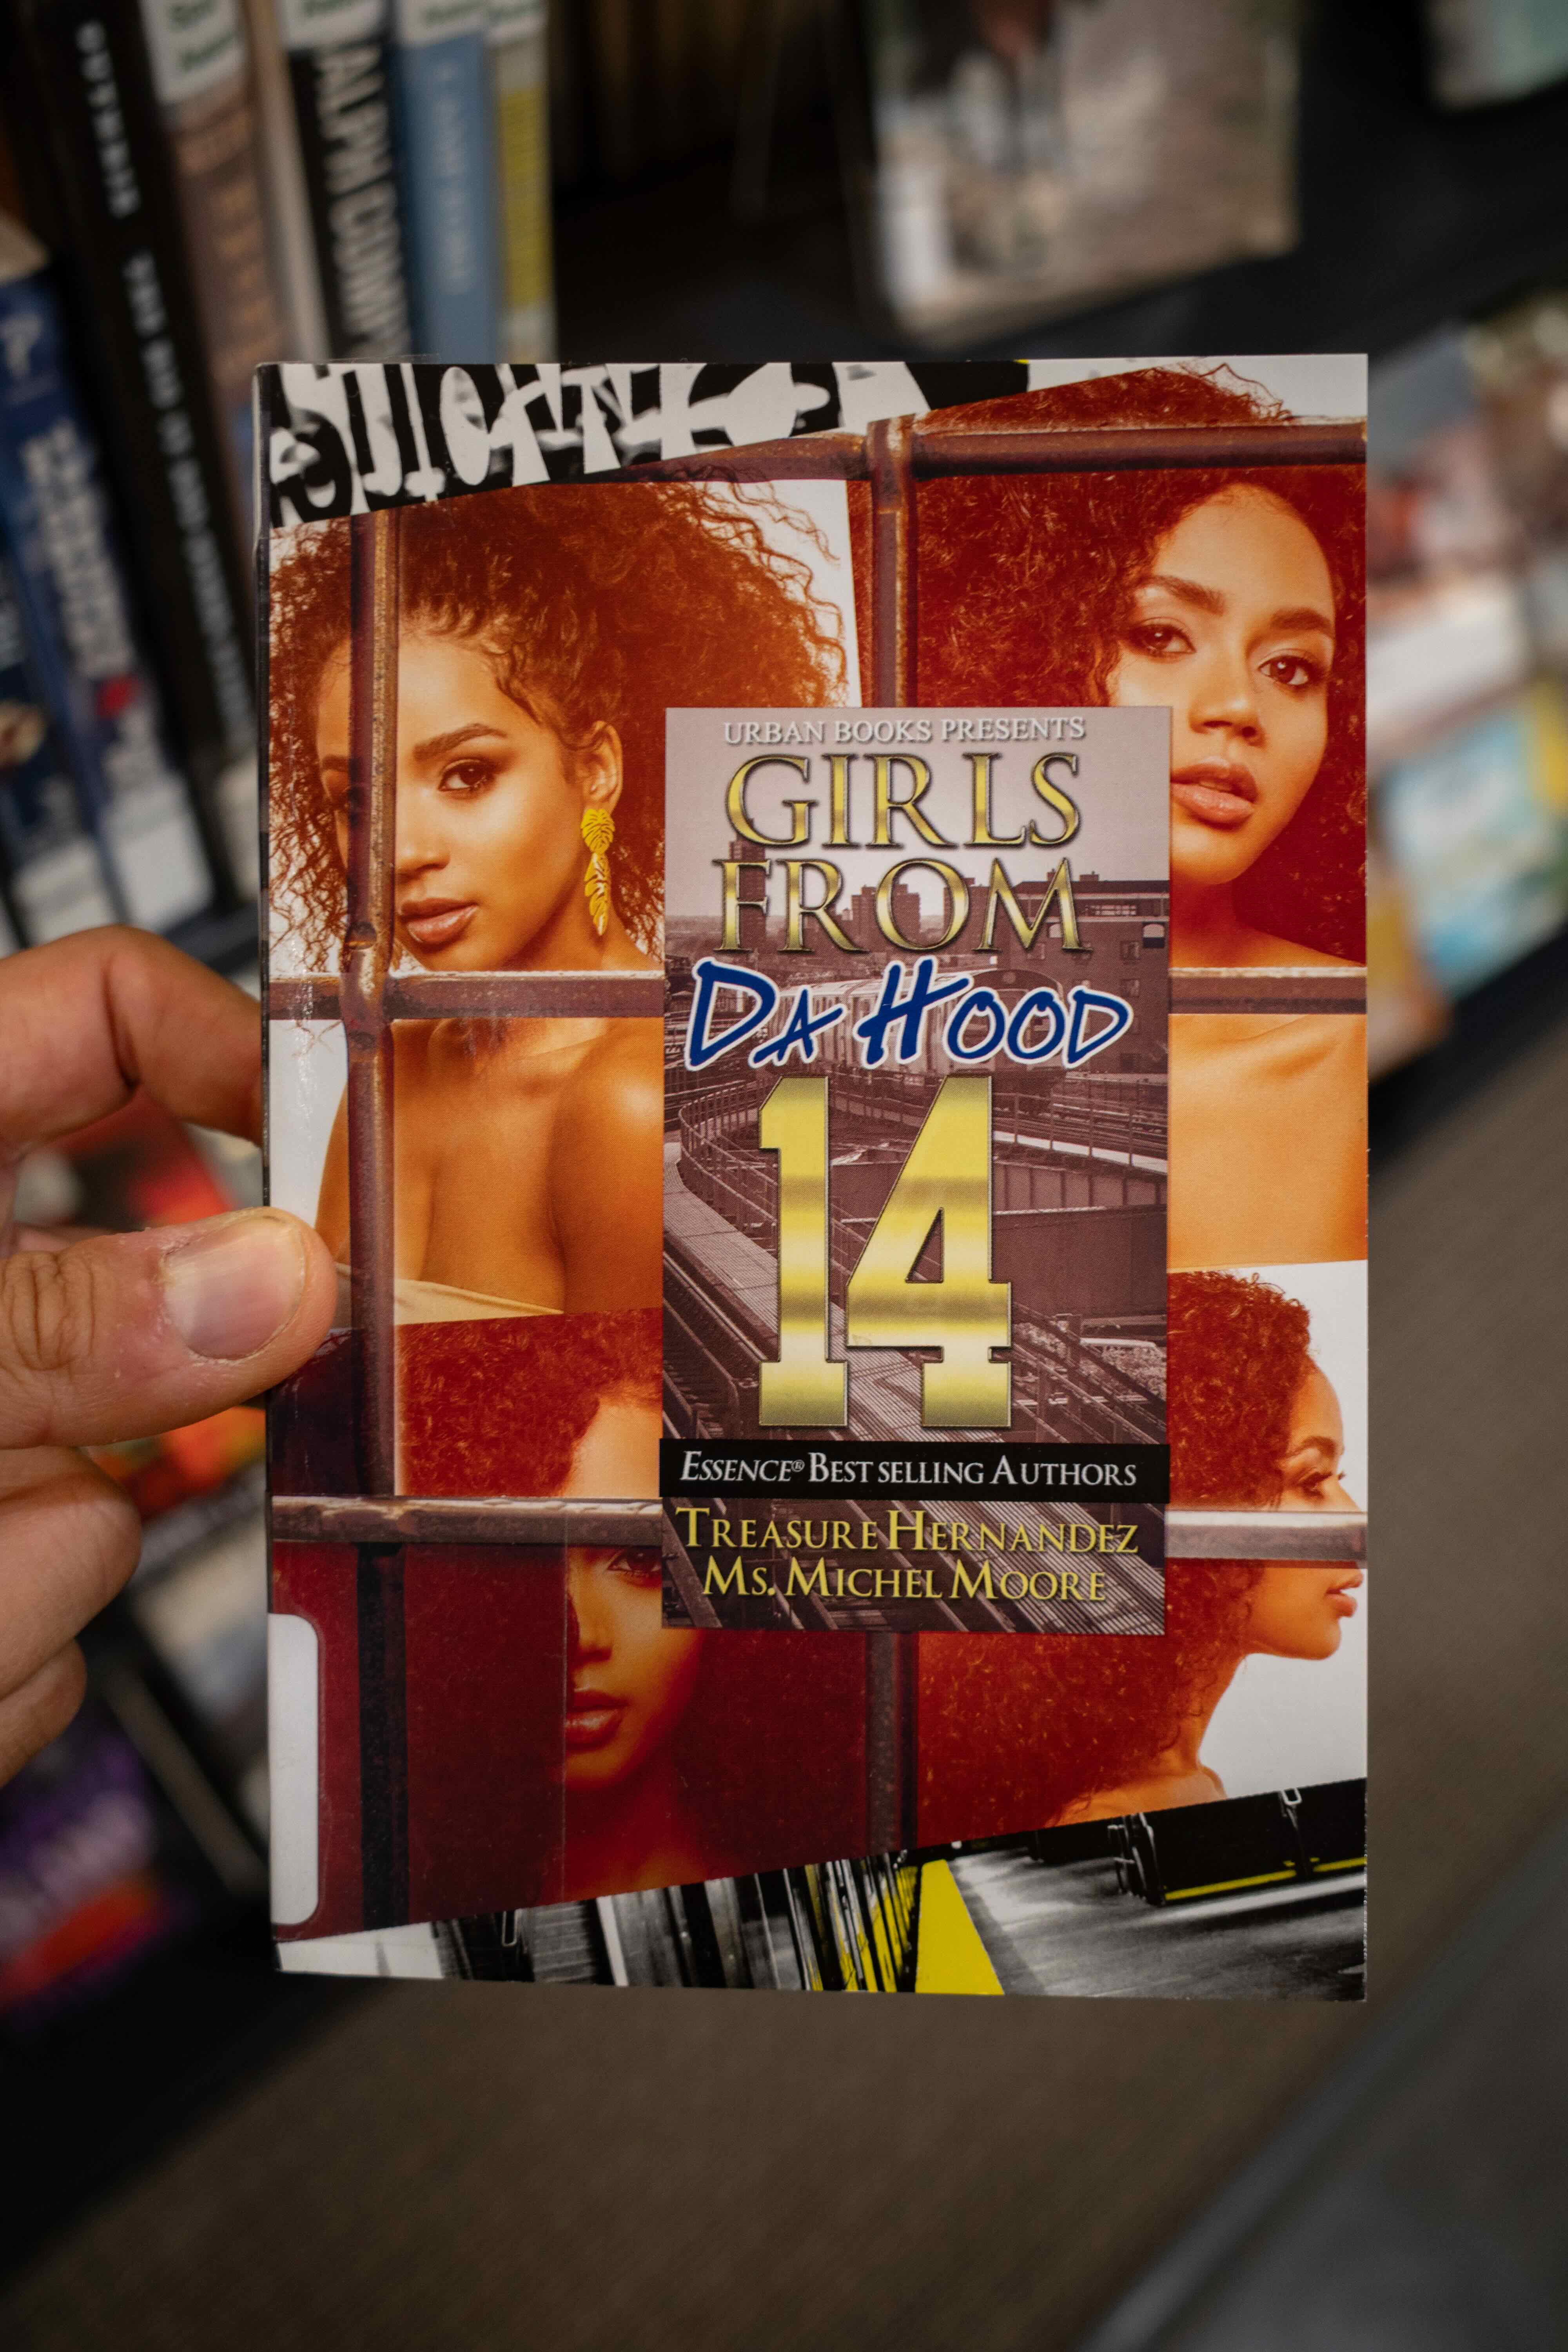 URBAN BOOKS PRESENTS
GIRLS
FROM
DA HOOD
14
ESSENCE® BEST SELLING AUTHORS
TREASURE HERNANDEZ
MS. MICHEL MOORE